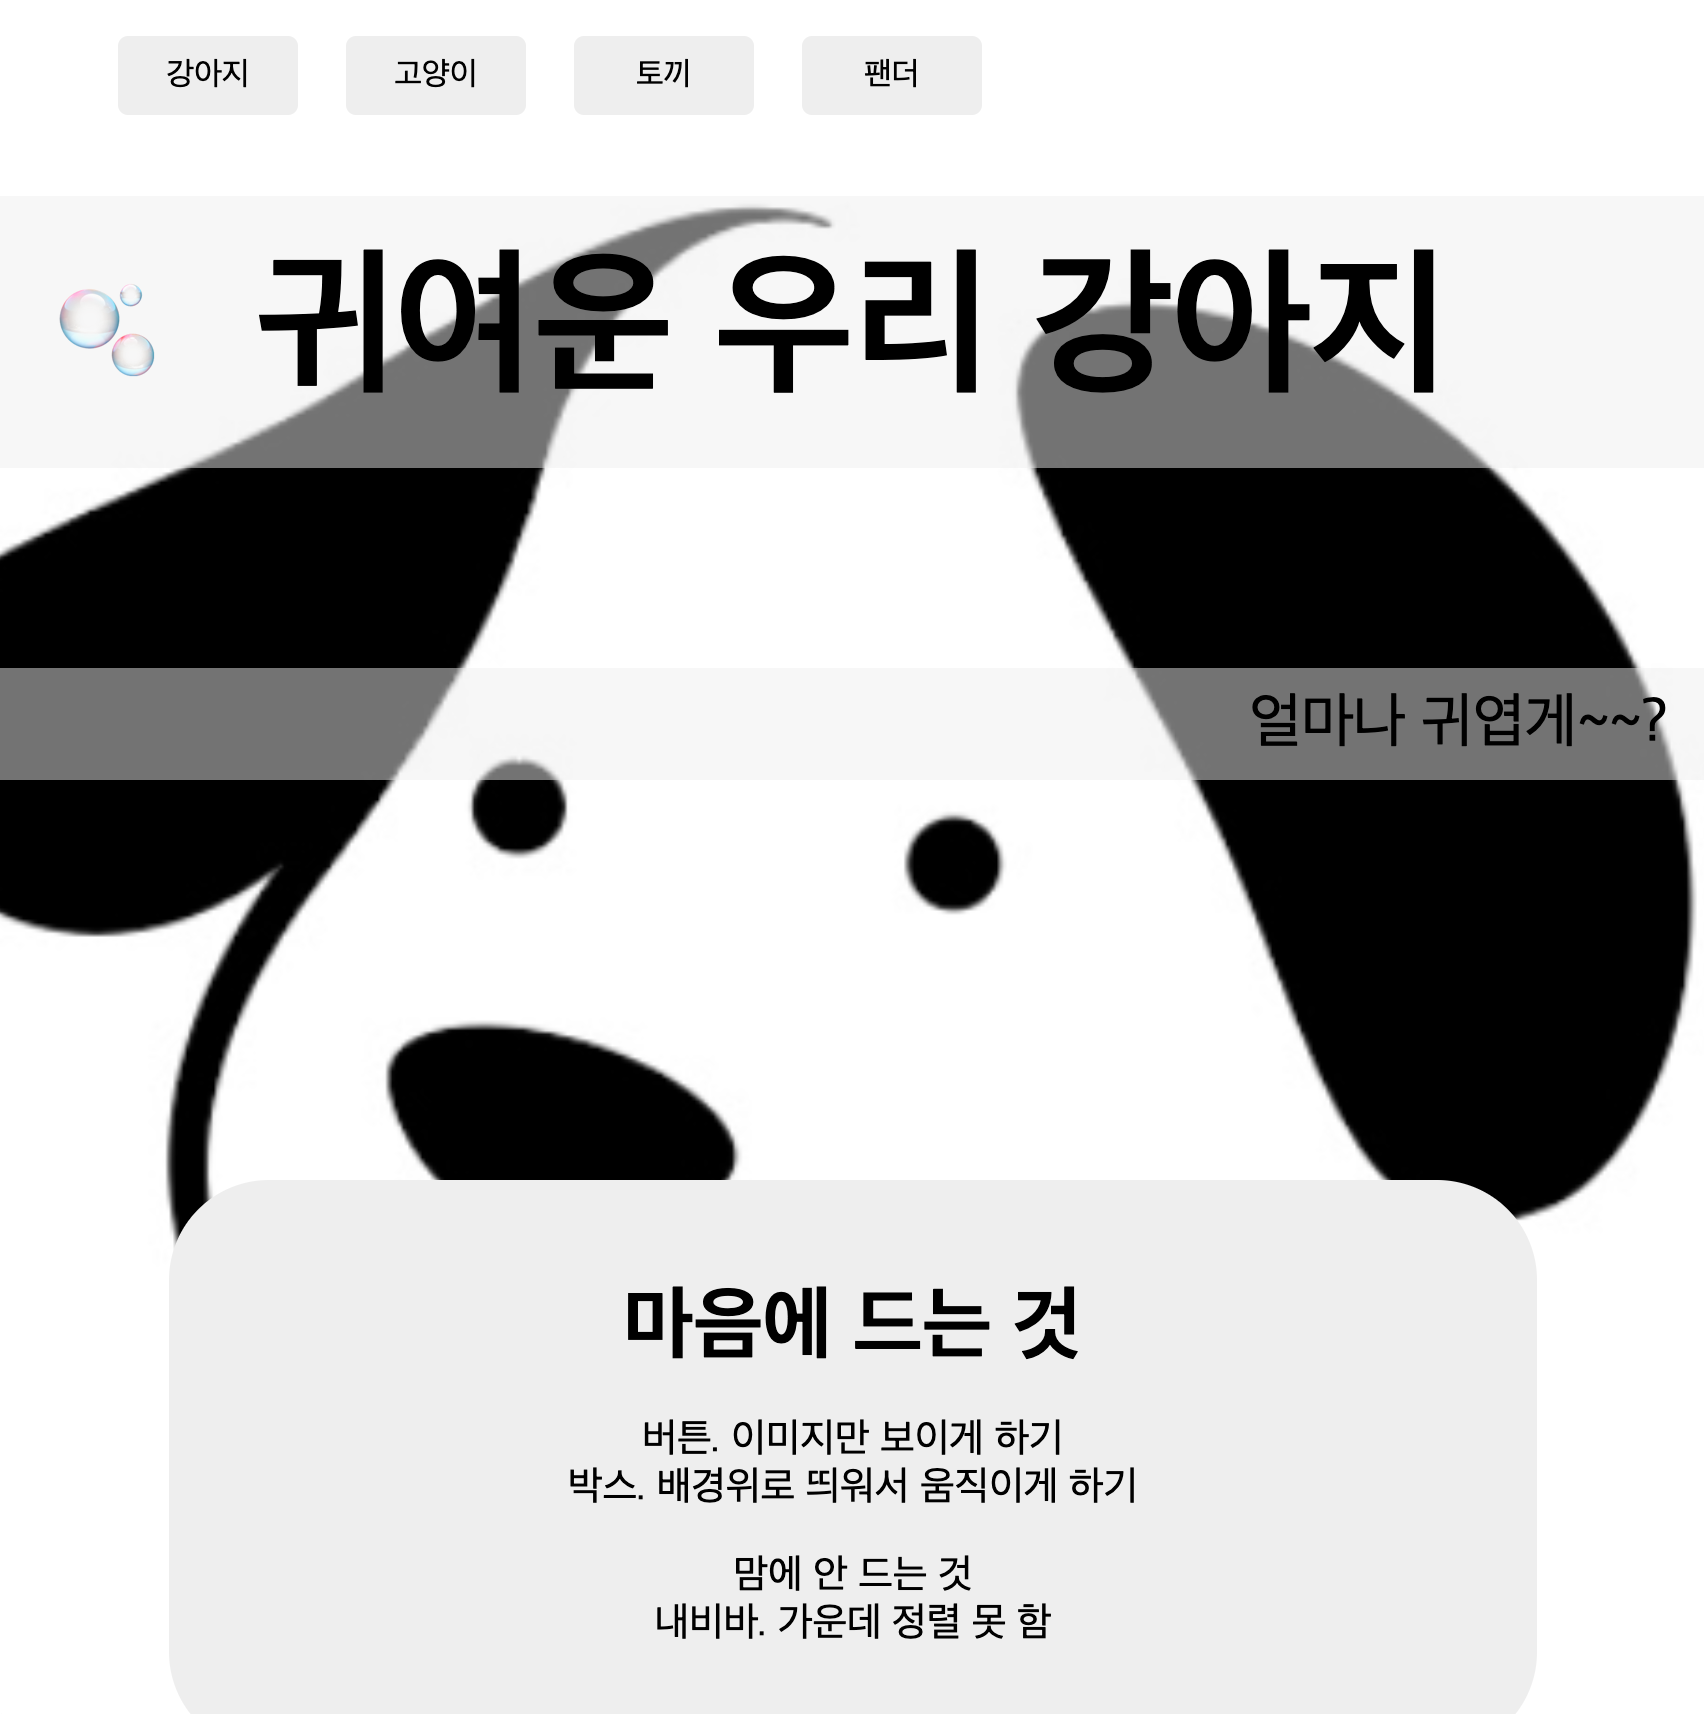 강아지
고양이
토끼
팬더
귀여운 우리 강아지
얼마나 귀엽게~~?
마음에 드는 것
버튼. 이미지만 보이게 하기
박스. 배경위로 띄워서 움직이게 하기
맘에 안 드는 것
내비바. 가운데 정렬 못 함